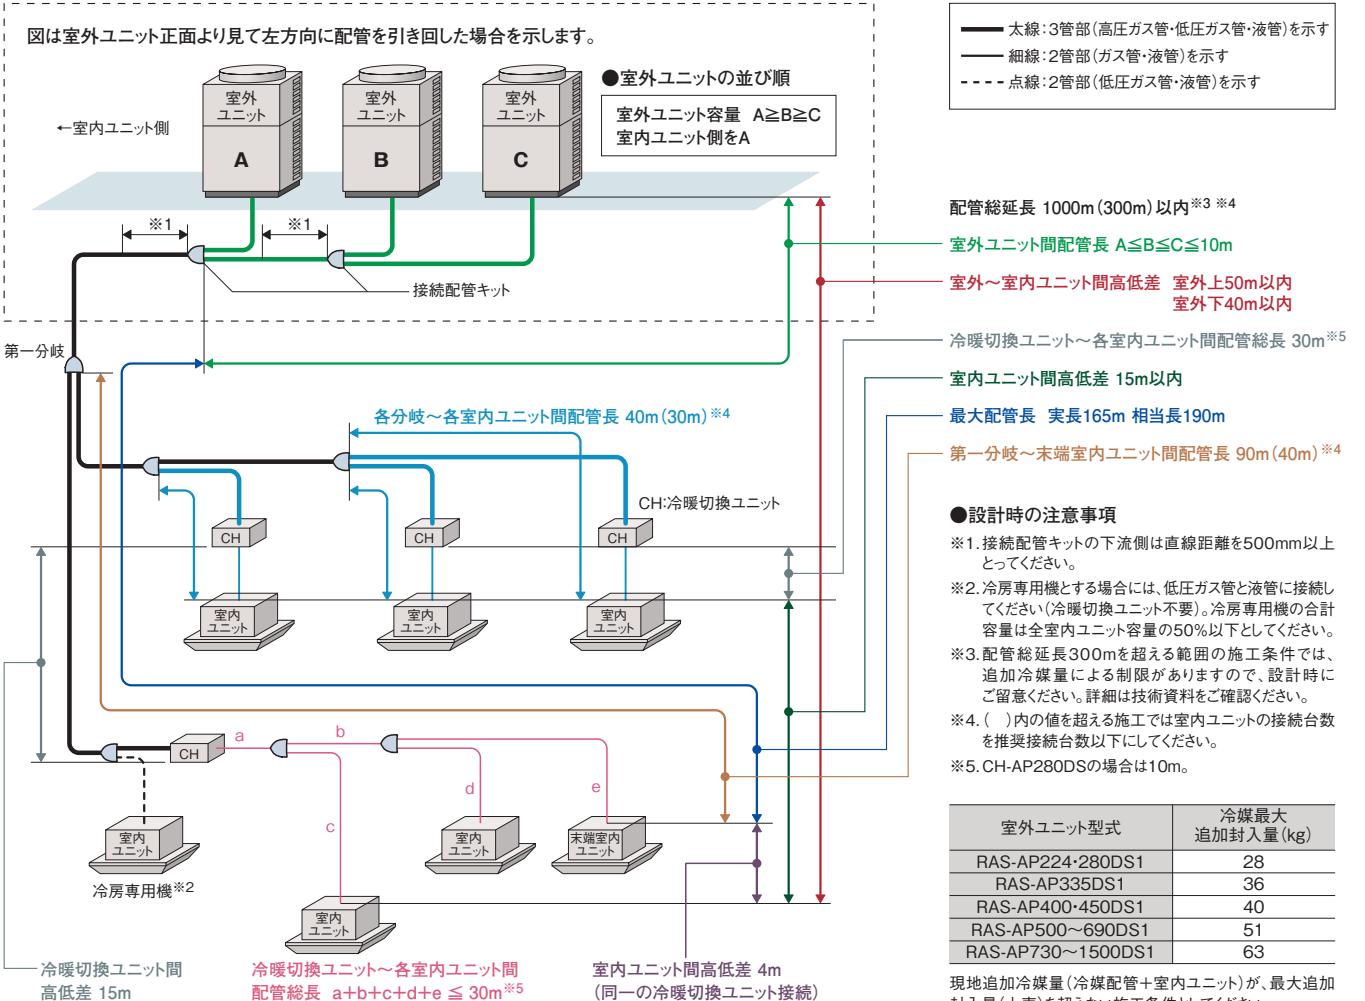 図は室外ユニット正面より見て左方向に配管を引き回した場合を示します。
●室外ユニットの並び順
室外ユニット容量 A≧B≧C
室内ユニット側をA
←室内ユニット側
室外
ユニット
A
室外
ユニット
B
室外
ユニット
C
※1
※1
接続配管キット
第一分岐
太線:3管部(高圧ガス管・低圧ガス管・液管)を示す
細線:2管部(ガス管・液管)を示す
点線:2管部(低圧ガス管・液管)を示す
配管総延長 1000m(300m)以内※3 ※4
室外ユニット間配管長 A≦B≦C≦10m
室外～室内ユニット間高低差 室外上50m以内
室外下40m以内
冷暖切換ユニット～各室内ユニット間配管総長 30m※5
室内ユニット間高低差 15m以内
最大配管長 実長165m 相当長190m
第一分岐～末端室内ユニット間配管長 90m(40m)※4
各分岐～各室内ユニット間配管長 40m(30m)※4
CH:冷暖切換ユニット
CH
CH
CH
室内
ユニット
室内
ユニット
室内
ユニット
CH
a
b
c
d
e
室内
ユニット
冷房専用機※2
室内
ユニット
末端室内
ユニット
室内
ユニット
冷暖切換ユニット間
高低差 15m
冷暖切換ユニット～各室内ユニット間
配管総長 a+b+c+d+e ≦ 30m※5
室内ユニット間高低差 4m
(同一の冷暖切換ユニット接続)
●設計時の注意事項
※1.接続配管キットの下流側は直線距離を500mm以上
とってください。
※2.冷房専用機とする場合には、低圧ガス管と液管に接続し
てください(冷暖切換ユニット不要)。冷房専用機の合計
容量は全室内ユニット容量の50%以下としてください。
※3.配管総延長300mを超える範囲の施工条件では、
追加冷媒量による制限がありますので、設計時に
ご留意ください。詳細は技術資料をご確認ください。
※4.( )内の値を超える施工では室内ユニットの接続台数
を推奨接続台数以下にしてください。
※5.CH-AP280DSの場合は10m。
室外ユニット型式 冷媒最大
追加封入量(kg)
RAS-AP224・280DS1 28
RAS-AP335DS1 36
RAS-AP400・450DS1 40
RAS-AP500～690DS1 51
RAS-AP730～1500DS1 63
現地追加冷媒量(冷媒配管+室内ユニット)が、最大追加